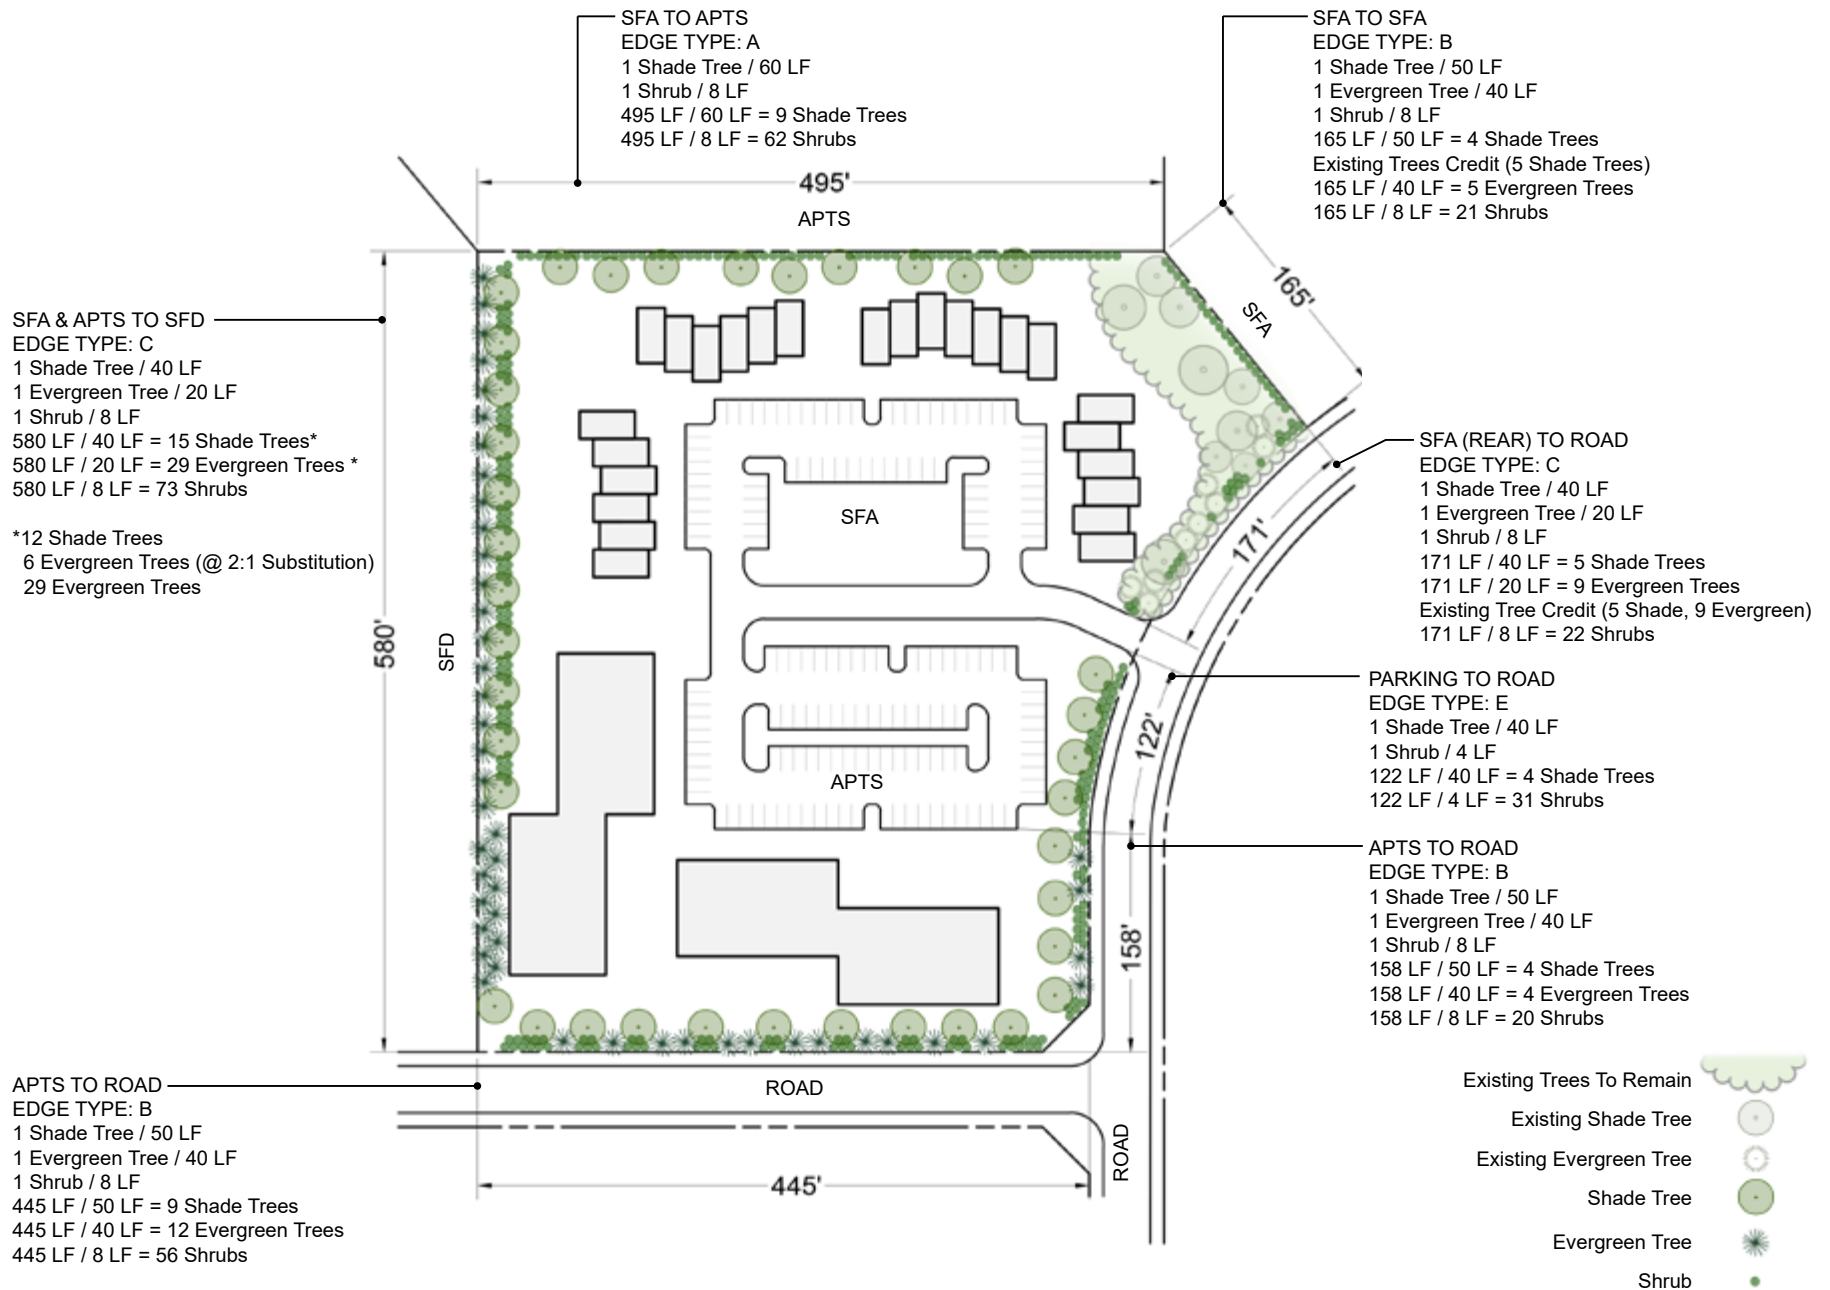 SFA TO APTS
EDGE TYPE: A
1 Shade Tree / 60 LF
1 Shrub / 8 LF
495 LF / 60 LF = 9 Shade Trees
495 LF / 8 LF = 62 Shrubs
SFA TO SFA
EDGE TYPE: B
1 Shade Tree / 50 LF
1 Evergreen Tree / 40 LF
1 Shrub / 8 LF
165 LF / 50 LF = 4 Shade Trees
Existing Trees Credit (5 Shade Trees)
165 LF / 40 LF = 5 Evergreen Trees
165 LF / 8 LF = 21 Shrubs
495'
APTS
165'
SFA
SFA & APTS TO SFD
EDGE TYPE: C
1 Shade Tree / 40 LF
1 Evergreen Tree / 20 LF
1 Shrub / 8 LF
580 LF / 40 LF = 15 Shade Trees*
580 LF / 20 LF = 29 Evergreen Trees *
580 LF / 8 LF = 73 Shrubs
*12 Shade Trees
6 Evergreen Trees (@ 2:1 Substitution)
29 Evergreen Trees
580'
SFD
SFA
APTS
171'
122'
158'
SFA (REAR) TO ROAD
EDGE TYPE: C
1 Shade Tree / 40 LF
1 Evergreen Tree / 20 LF
1 Shrub / 8 LF
171 LF / 40 LF = 5 Shade Trees
171 LF / 20 LF = 9 Evergreen Trees
Existing Tree Credit (5 Shade, 9 Evergreen)
171 LF / 8 LF = 22 Shrubs
PARKING TO ROAD
EDGE TYPE: E
1 Shade Tree / 40 LF
1 Shrub / 4 LF
122 LF / 40 LF = 4 Shade Trees
122 LF / 4 LF = 31 Shrubs
APTS TO ROAD
EDGE TYPE: B
1 Shade Tree / 50 LF
1 Evergreen Tree / 40 LF
1 Shrub / 8 LF
158 LF / 50 LF = 4 Shade Trees
158 LF / 40 LF = 4 Evergreen Trees
158 LF / 8 LF = 20 Shrubs
APTS TO ROAD
EDGE TYPE: B
1 Shade Tree / 50 LF
1 Evergreen Tree / 40 LF
1 Shrub / 8 LF
445 LF / 50 LF = 9 Shade Trees
445 LF / 40 LF = 12 Evergreen Trees
445 LF / 8 LF = 56 Shrubs
ROAD
ROAD
445'
Existing Trees To Remain
Existing Shade Tree
Existing Evergreen Tree
Shade Tree
Evergreen Tree
Shrub